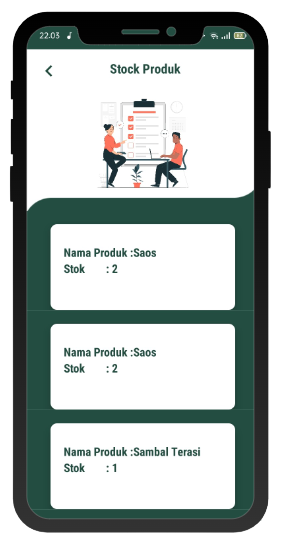 22.03
Stock Produk
Nama Produk :Saos
Stok : 2
Nama Produk :Saos
Stok : 2
Nama Produk :Sambal Terasi
Stok : 1